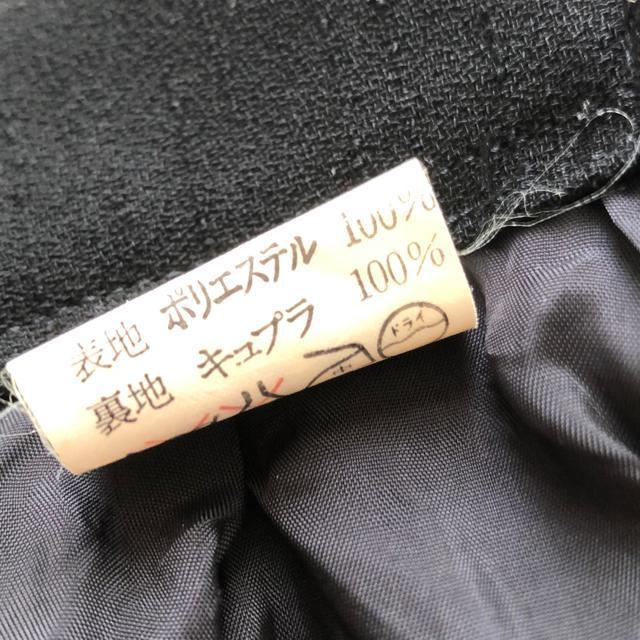 表地 ポリエステル 100%
裏地 キュプラ 100%
中
ドライ